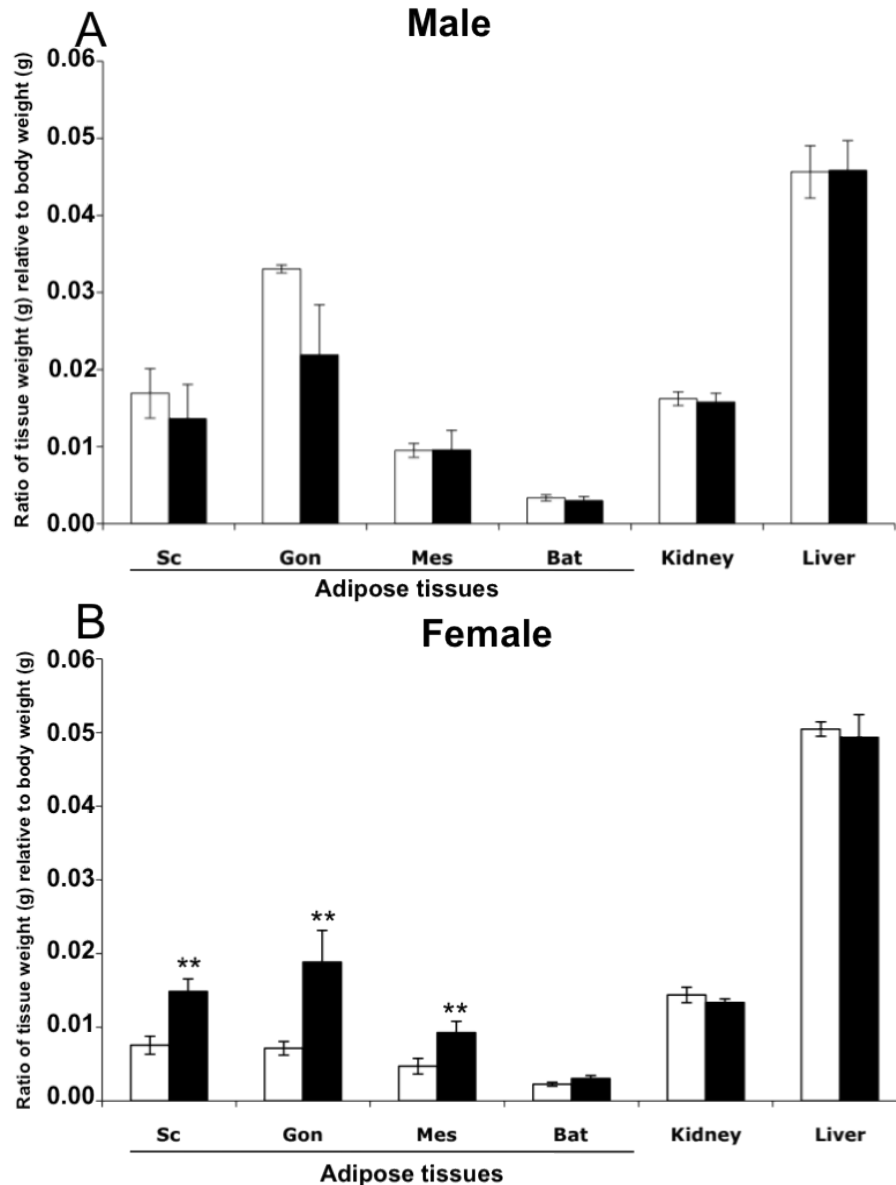 A
Male
Ratio of tissue weight (g) relative to body weight (g)
0.06
0.05
0.04
0.03
0.02
0.01
0.00
Sc Gon Mes Bat Kidney Liver
Adipose tissues
B
Female
Ratio of tissue weight (g) relative to body weight (g)
0.06
0.05
0.04
0.03
0.02
0.01
0.00
** ** **
Sc Gon Mes Bat Kidney Liver
Adipose tissues